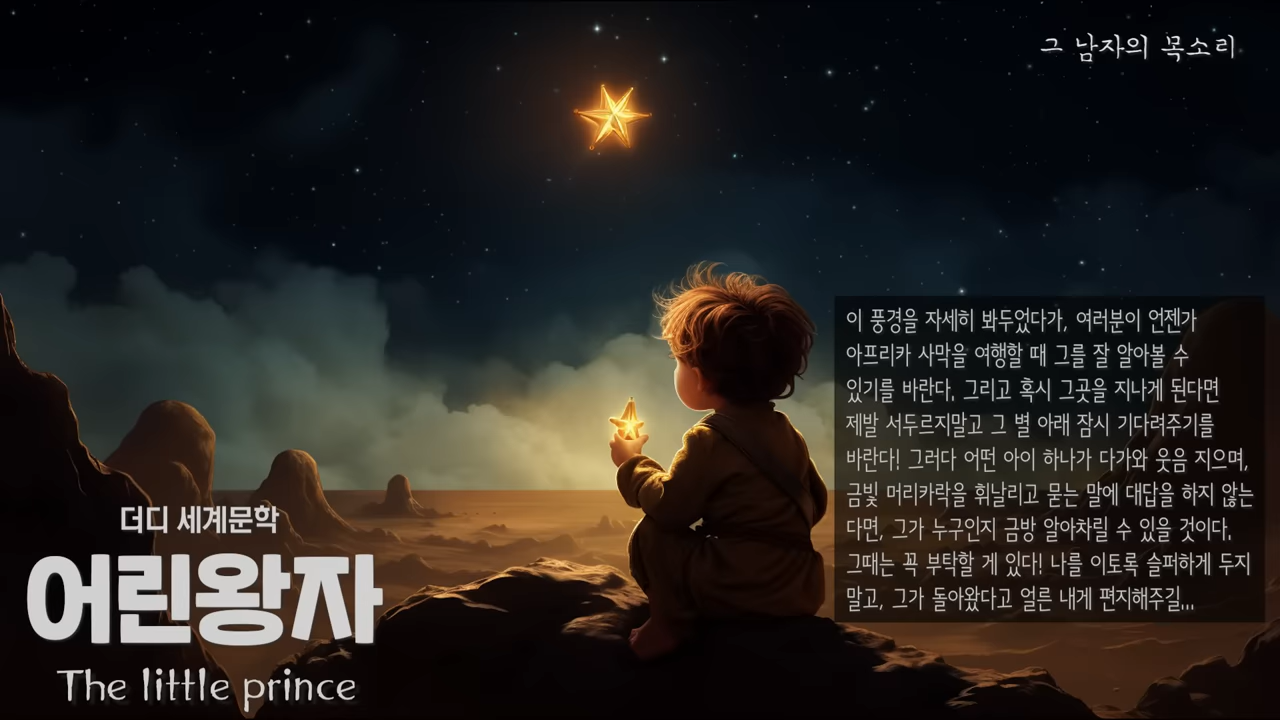 그 남자의 목소리
이 풍경을 자세히 봐두었다가, 여러분이 언젠가
아프리카 사막을 여행할 때 그를 잘 알아볼 수
있기를 바란다. 그리고 혹시 그곳을 지나게 된다면
제발 서두르지말고 그 별 아래 잠시 기다려주기를
바란다! 그러다 어떤 아이 하나가 다가와 웃음 지으며,
금빛 머리카락을 휘날리고 묻는 말에 대답을 하지 않는
다면, 그가 누구인지 금방 알아차릴 수 있을 것이다.
그때는 꼭 부탁할 게 있다! 나를 이토록 슬퍼하게 두지
말고, 그가 돌아왔다고 얼른 내게 편지해주길...
더디 세계문학
어린왕자
The little prince